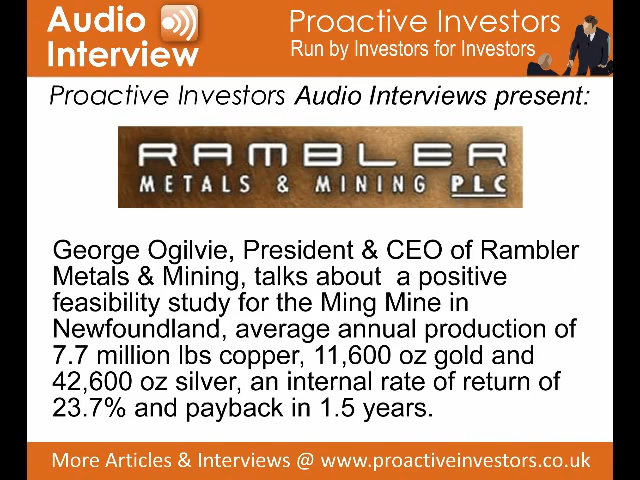 Audio
Interview
Proactive Investors
Run by Investors for Investors
Proactive Investors Audio Interviews present:
RAMBLER
METALS & MINING PLC
George Ogilvie, President & CEO of Rambler
Metals & Mining, talks about a positive
feasibility study for the Ming Mine in
Newfoundland, average annual production of
7.7 million lbs copper, 11,600 oz gold and
42,600 oz silver, an internal rate of return of
23.7% and payback in 1.5 years.
More Articles & Interviews @ www.proactiveinvestors.co.uk